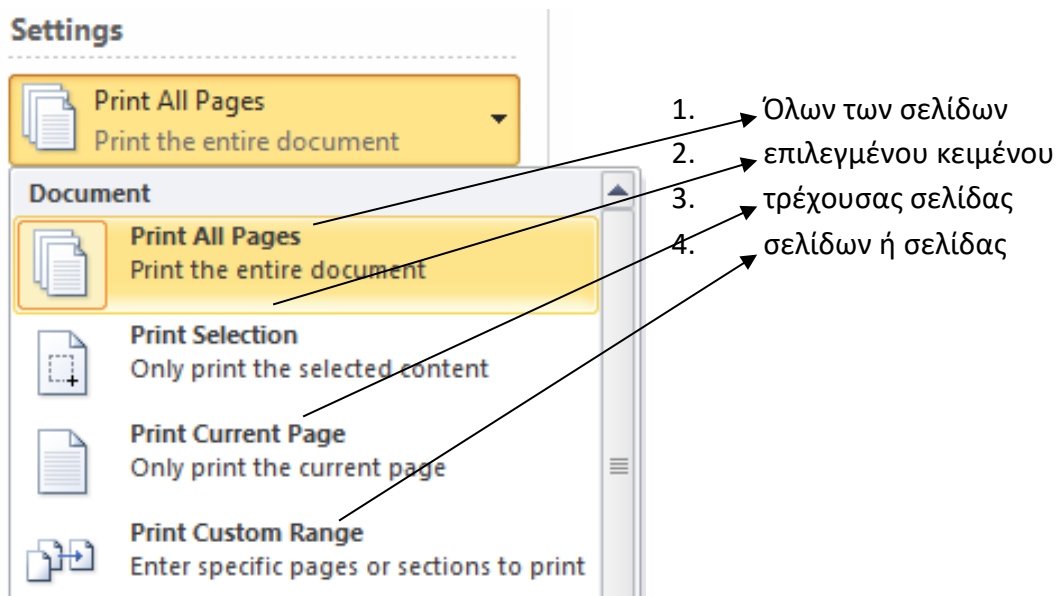 Settings
Print All Pages
Print the entire document
Document
Print All Pages
Print the entire document
Print Selection
Only print the selected content
Print Current Page
Only print the current page
Print Custom Range
Enter specific pages or sections to print
1. Όλων των σελίδων
2. επιλεγμένου κειμένου
3. τρέχουσας σελίδας
4. σελίδων ή σελίδας